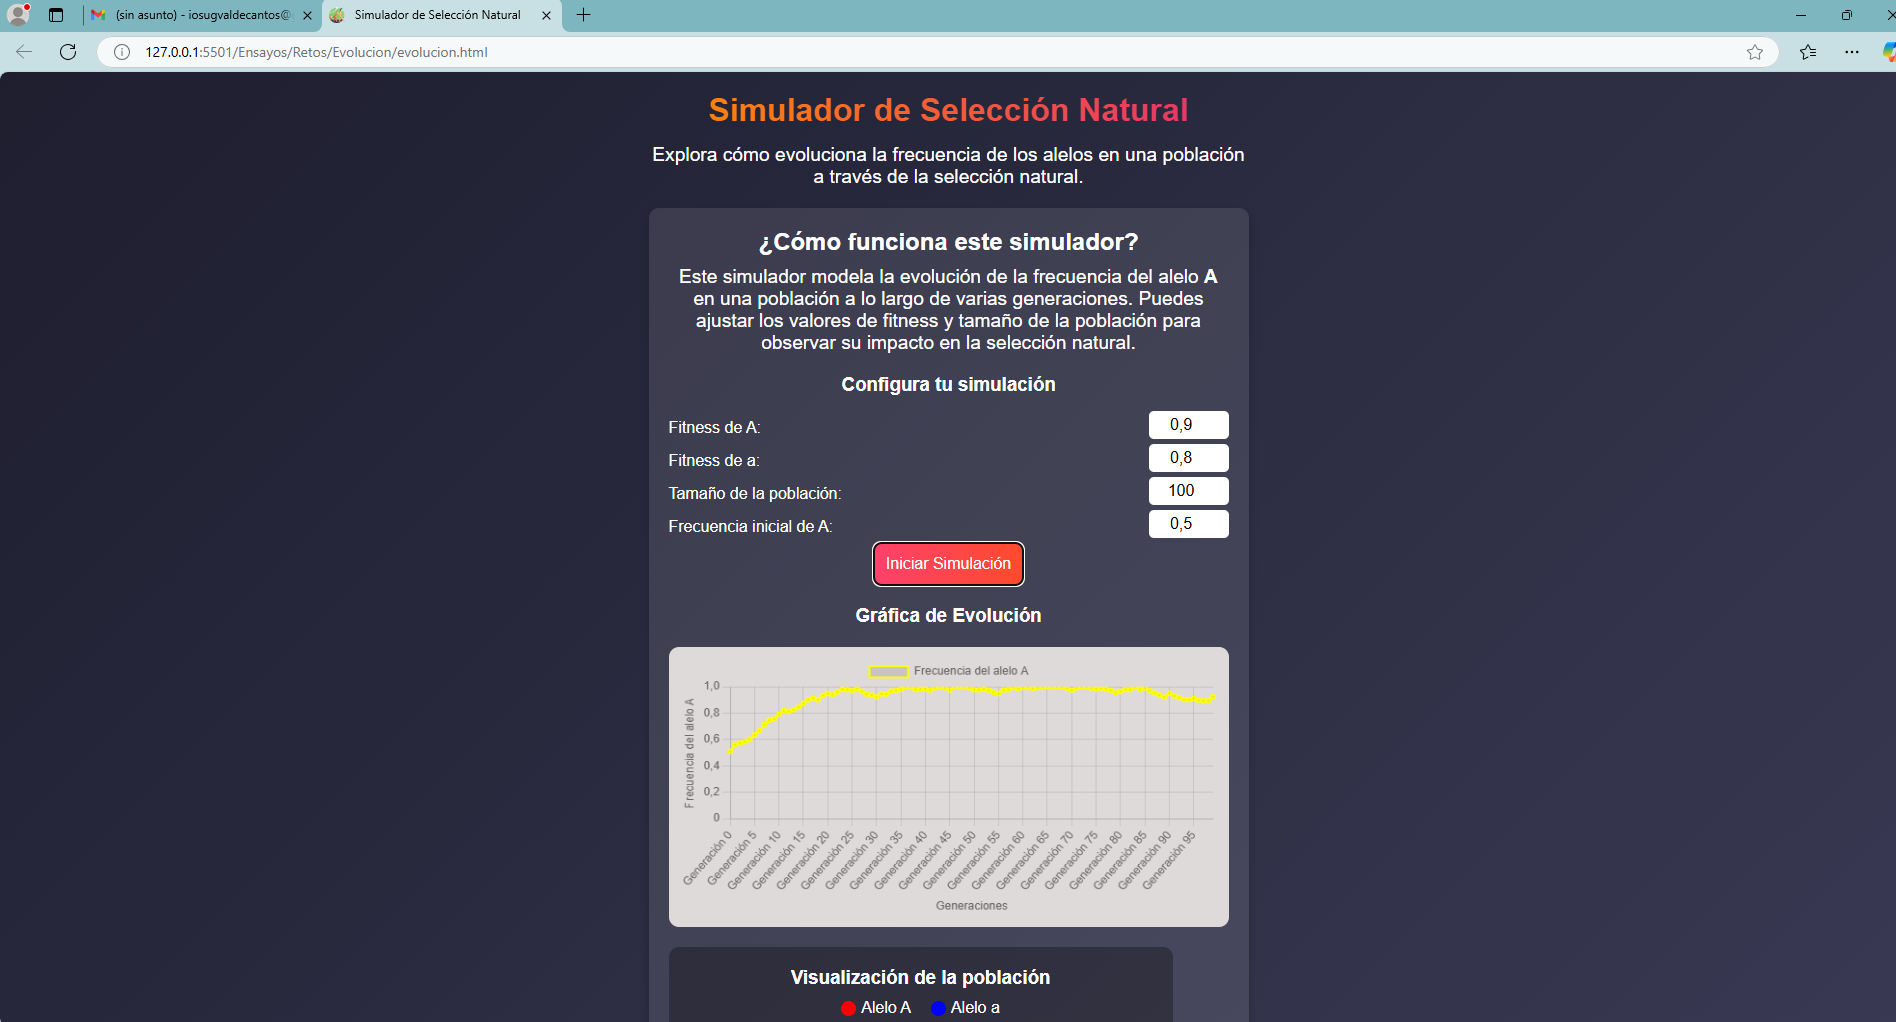 (sin asunto) - iosugvaldecantos@
Simulador de Selección Natural
127.0.0.1:5501/Ensayos/Retos/Evolucion/evolucion.html
Simulador de Selección Natural
Explora cómo evoluciona la frecuencia de los alelos en una población
a través de la selección natural.
¿Cómo funciona este simulador?
Este simulador modela la evolución de la frecuencia del alelo A
en una población a lo largo de varias generaciones. Puedes
ajustar los valores de fitness y tamaño de la población para
observar su impacto en la selección natural.
Configura tu simulación
Fitness de A: 0,9
Fitness de a: 0,8
Tamaño de la población: 100
Frecuencia inicial de A: 0,5
Iniciar Simulación
Gráfica de Evolución
Frecuencia del alelo A
Frecuencia del alelo A
1,0
0,8
0,6
0,4
0,2
0
Generación 0
Generación 5
Generación 10
Generación 15
Generación 20
Generación 25
Generación 30
Generación 35
Generación 40
Generación 45
Generación 50
Generación 55
Generación 60
Generación 65
Generación 70
Generación 75
Generación 80
Generación 85
Generación 90
Generación 95
Generaciones
Visualización de la población
Alelo A Alelo a